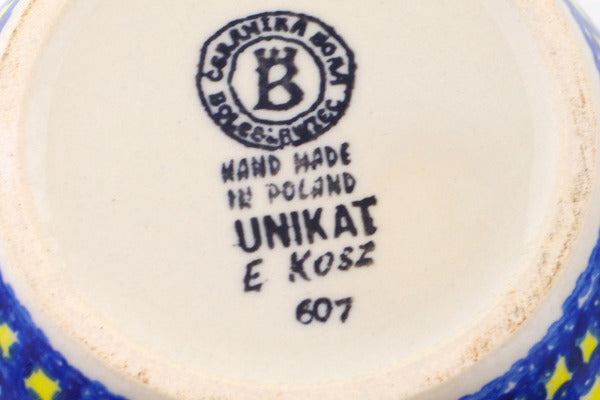 CERAMIKA BONA
BOLESŁAWIEC
B
HAND MADE
IN POLAND
UNIKAT
E KOSZ
607